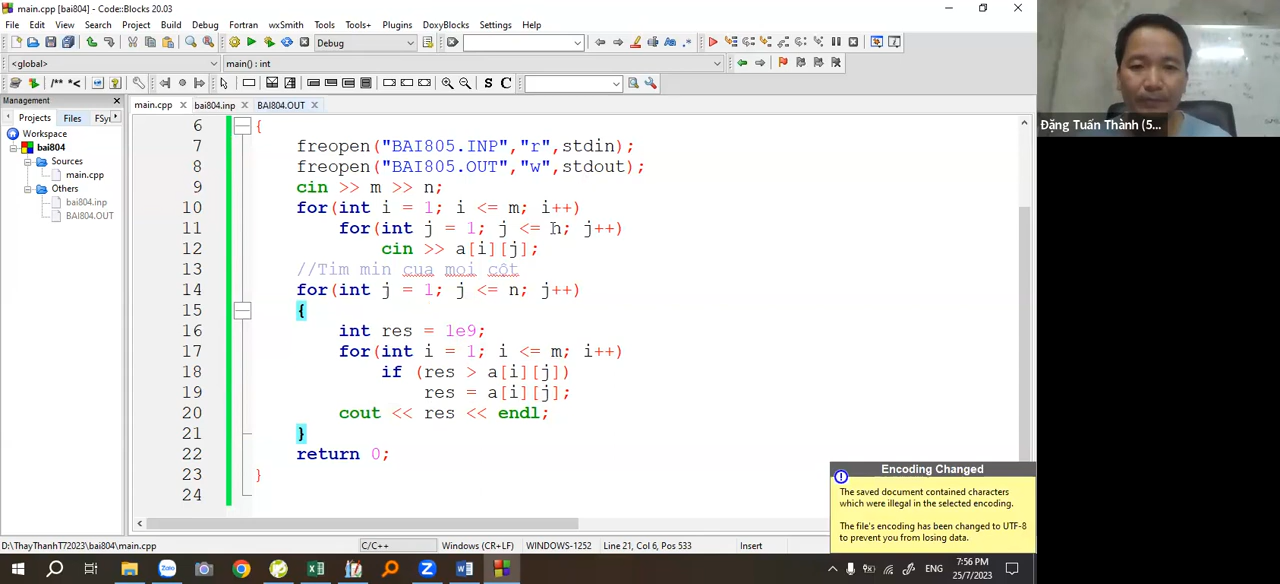 main.cpp [bai804] - Code::Blocks 20.03
File Edit View Search Project Build Debug Fortran wxSmith Tools Tools+ Plugins DoxyBlocks Settings Help
Debug
<global>
main() : int
/** *<
S C
Management
Projects Files FSy
Workspace
bai804
Sources
main.cpp
Others
bai804.inp
BAI804.OUT
main.cpp bai804.inp BAI804.OUT
6 {
7 freopen("BAI805.INP","r",stdin);
8 freopen("BAI805.OUT","w",stdout);
9 cin >> m >> n;
10 for(int i = 1; i <= m; i++)
11 for(int j = 1; j <= n; j++)
12 cin >> a[i][j];
13 //Tim min cua moi cột
14 for(int j = 1; j <= n; j++)
15 {
16 int res = 1e9;
17 for(int i = 1; i <= m; i++)
18 if (res > a[i][j])
19 res = a[i][j];
20 cout << res << endl;
21 }
22 return 0;
23 }
24
Đặng Tuấn Thành (5...
Encoding Changed
The saved document contained characters
which were illegal in the selected encoding.
The file's encoding has been changed to UTF-8
to prevent you from losing data.
D:\ThayThanhT72023\bai804\main.cpp C/C++ Windows (CR+LF) WINDOWS-1252 Line 21, Col 6, Pos 533 Insert
Zalo
ENG
7:56 PM
25/7/2023